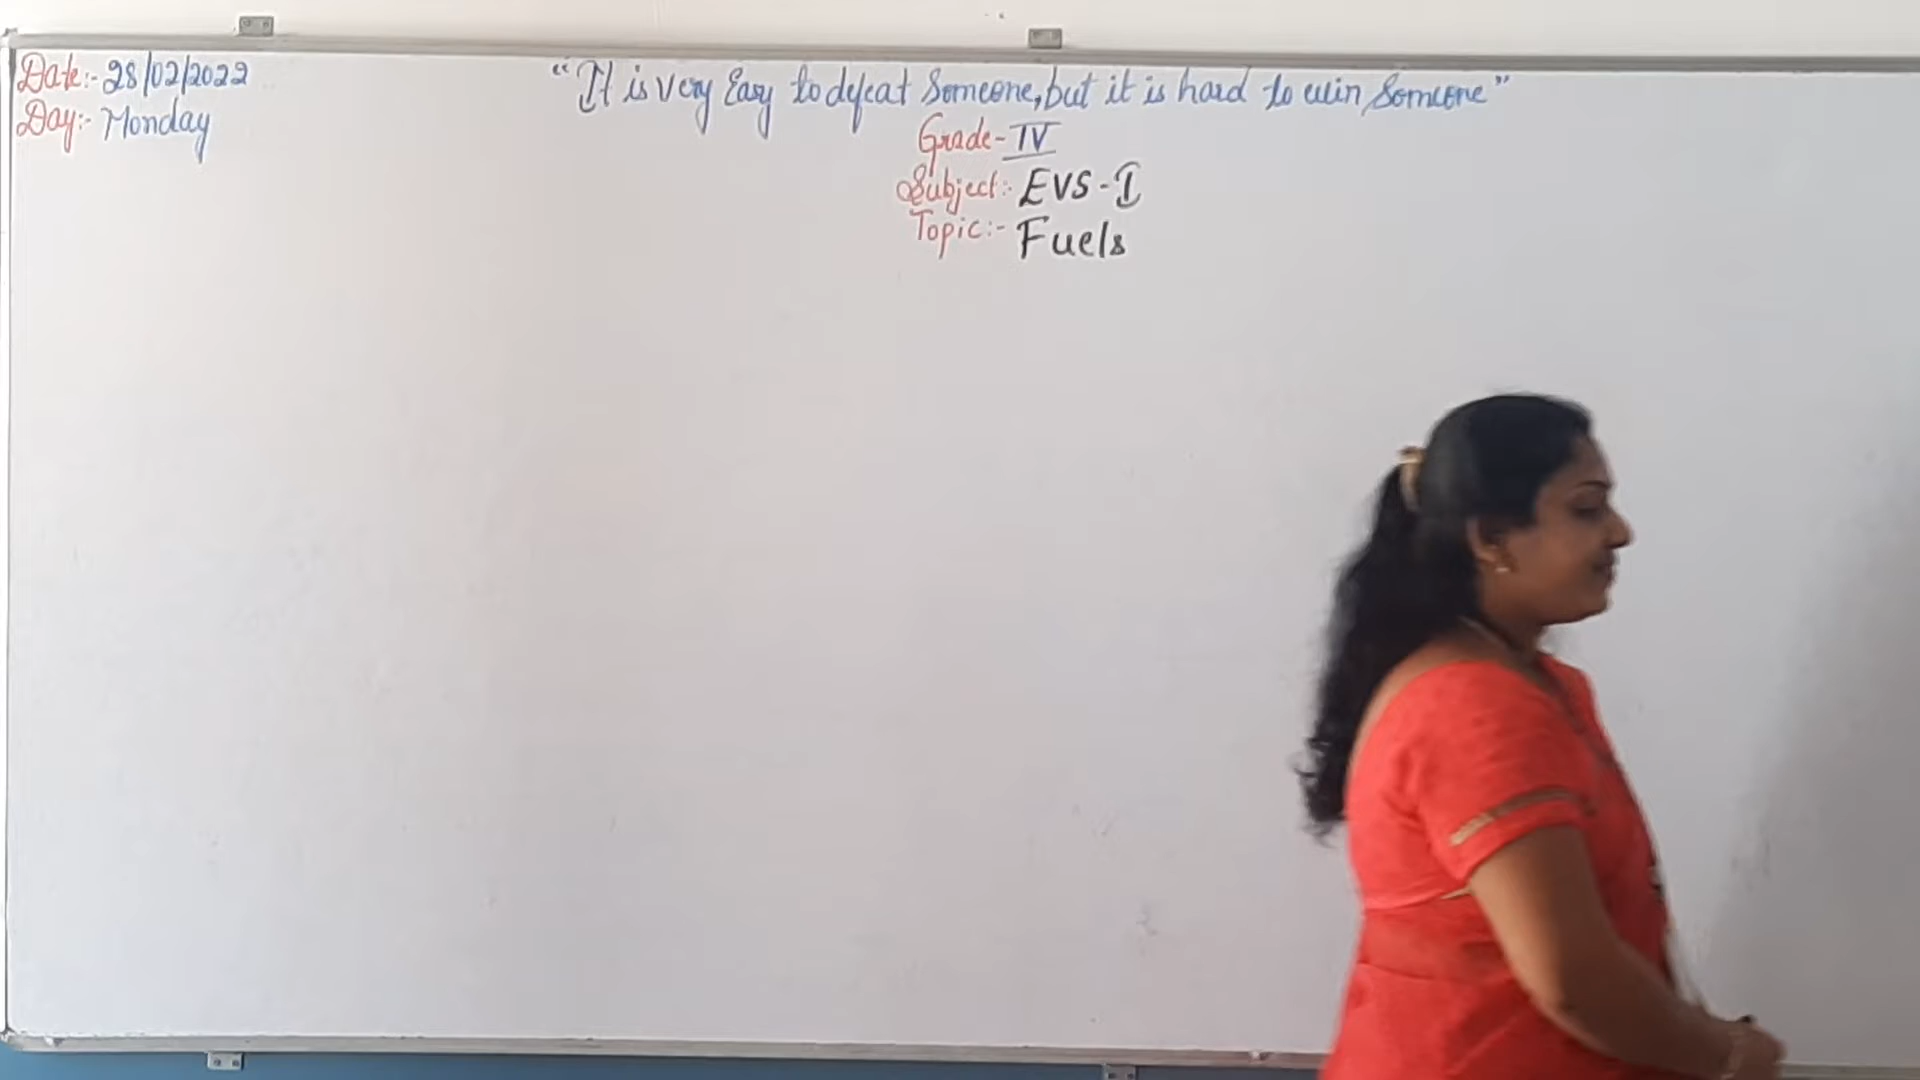 Date:- 28/02/2022
Day:- Monday
“It is very Easy to defeat Someone, but it is hard to win Someone”
Grade- IV
Subject:- EVS-I
Topic:- Fuels